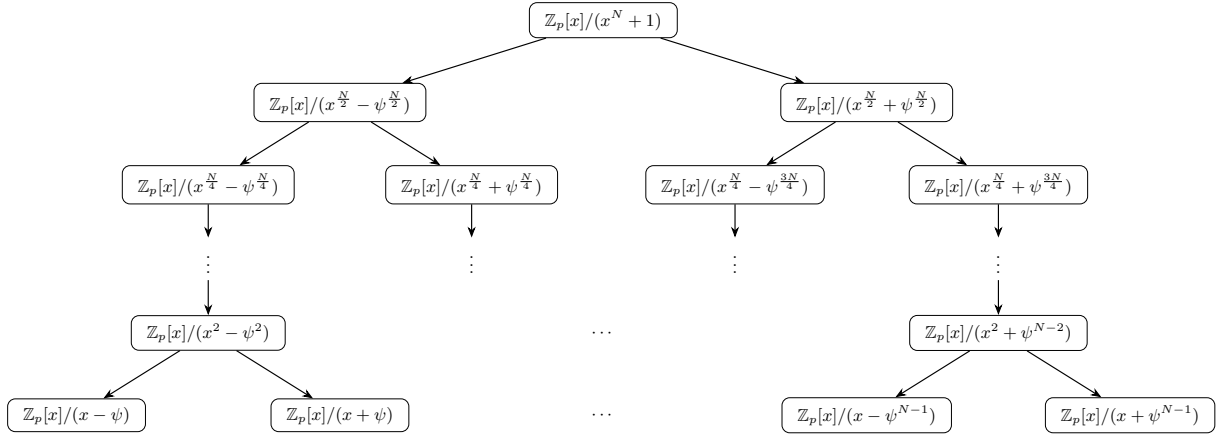 ℤ_p[x]/(x^N + 1)
ℤ_p[x]/(x^{N/2} − ψ^{N/2}) ℤ_p[x]/(x^{N/2} + ψ^{N/2})
ℤ_p[x]/(x^{N/4} − ψ^{N/4}) ℤ_p[x]/(x^{N/4} + ψ^{N/4}) ℤ_p[x]/(x^{N/4} − ψ^{3N/4}) ℤ_p[x]/(x^{N/4} + ψ^{3N/4})
⋮ ⋮ ⋮ ⋮
ℤ_p[x]/(x^2 − ψ^2) ⋯ ℤ_p[x]/(x^2 + ψ^{N−2})
ℤ_p[x]/(x − ψ) ℤ_p[x]/(x + ψ) ⋯ ℤ_p[x]/(x − ψ^{N−1}) ℤ_p[x]/(x + ψ^{N−1})